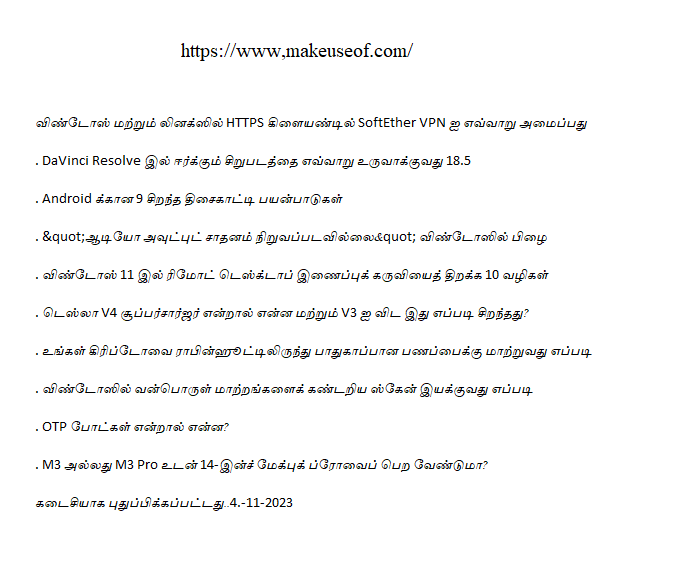 https://www,makeuseof.com/
விண்டோஸ் மற்றும் லினக்ஸில் HTTPS கிளையண்டில் SoftEther VPN ஐ எவ்வாறு அமைப்பது
. DaVinci Resolve இல் ஈர்க்கும் சிறுபடத்தை எவ்வாறு உருவாக்குவது 18.5
. Android க்கான 9 சிறந்த திசைகாட்டி பயன்பாடுகள்
. &quot;ஆடியோ அவுட்புட் சாதனம் நிறுவப்படவில்லை&quot; விண்டோஸில் பிழை
. விண்டோஸ் 11 இல் ரிமோட் டெஸ்க்டாப் இணைப்புக் கருவியைத் திறக்க 10 வழிகள்
. டெஸ்லா V4 சூப்பர்சார்ஜர் என்றால் என்ன மற்றும் V3 ஐ விட இது எப்படி சிறந்தது?
. உங்கள் கிரிப்டோவை ராபின்ஹூட்டிலிருந்து பாதுகாப்பான பணப்பைக்கு மாற்றுவது எப்படி
. விண்டோஸில் வன்பொருள் மாற்றங்களைக் கண்டறிய ஸ்கேன் இயக்குவது எப்படி
. OTP போட்கள் என்றால் என்ன?
. M3 அல்லது M3 Pro உடன் 14-இன்ச் மேக்புக் ப்ரோவைப் பெற வேண்டுமா?
கடைசியாக புதுப்பிக்கப்பட்டது..4.-11-2023